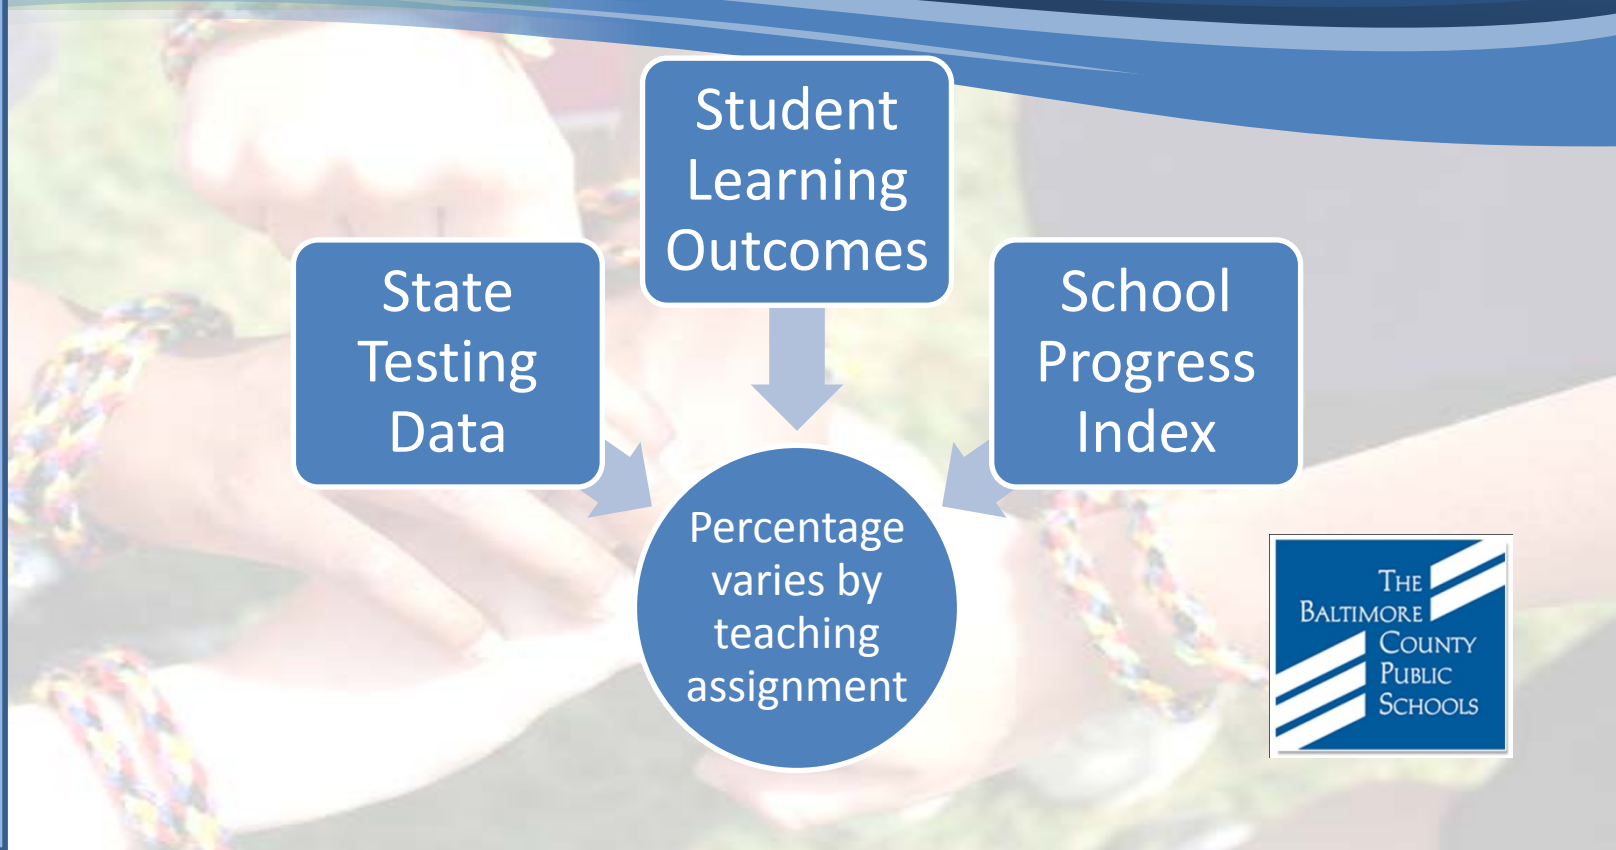 Student
Learning
Outcomes
State
Testing
Data
School
Progress
Index
Percentage
varies by
teaching
assignment
THE
BALTIMORE
COUNTY
PUBLIC
SCHOOLS